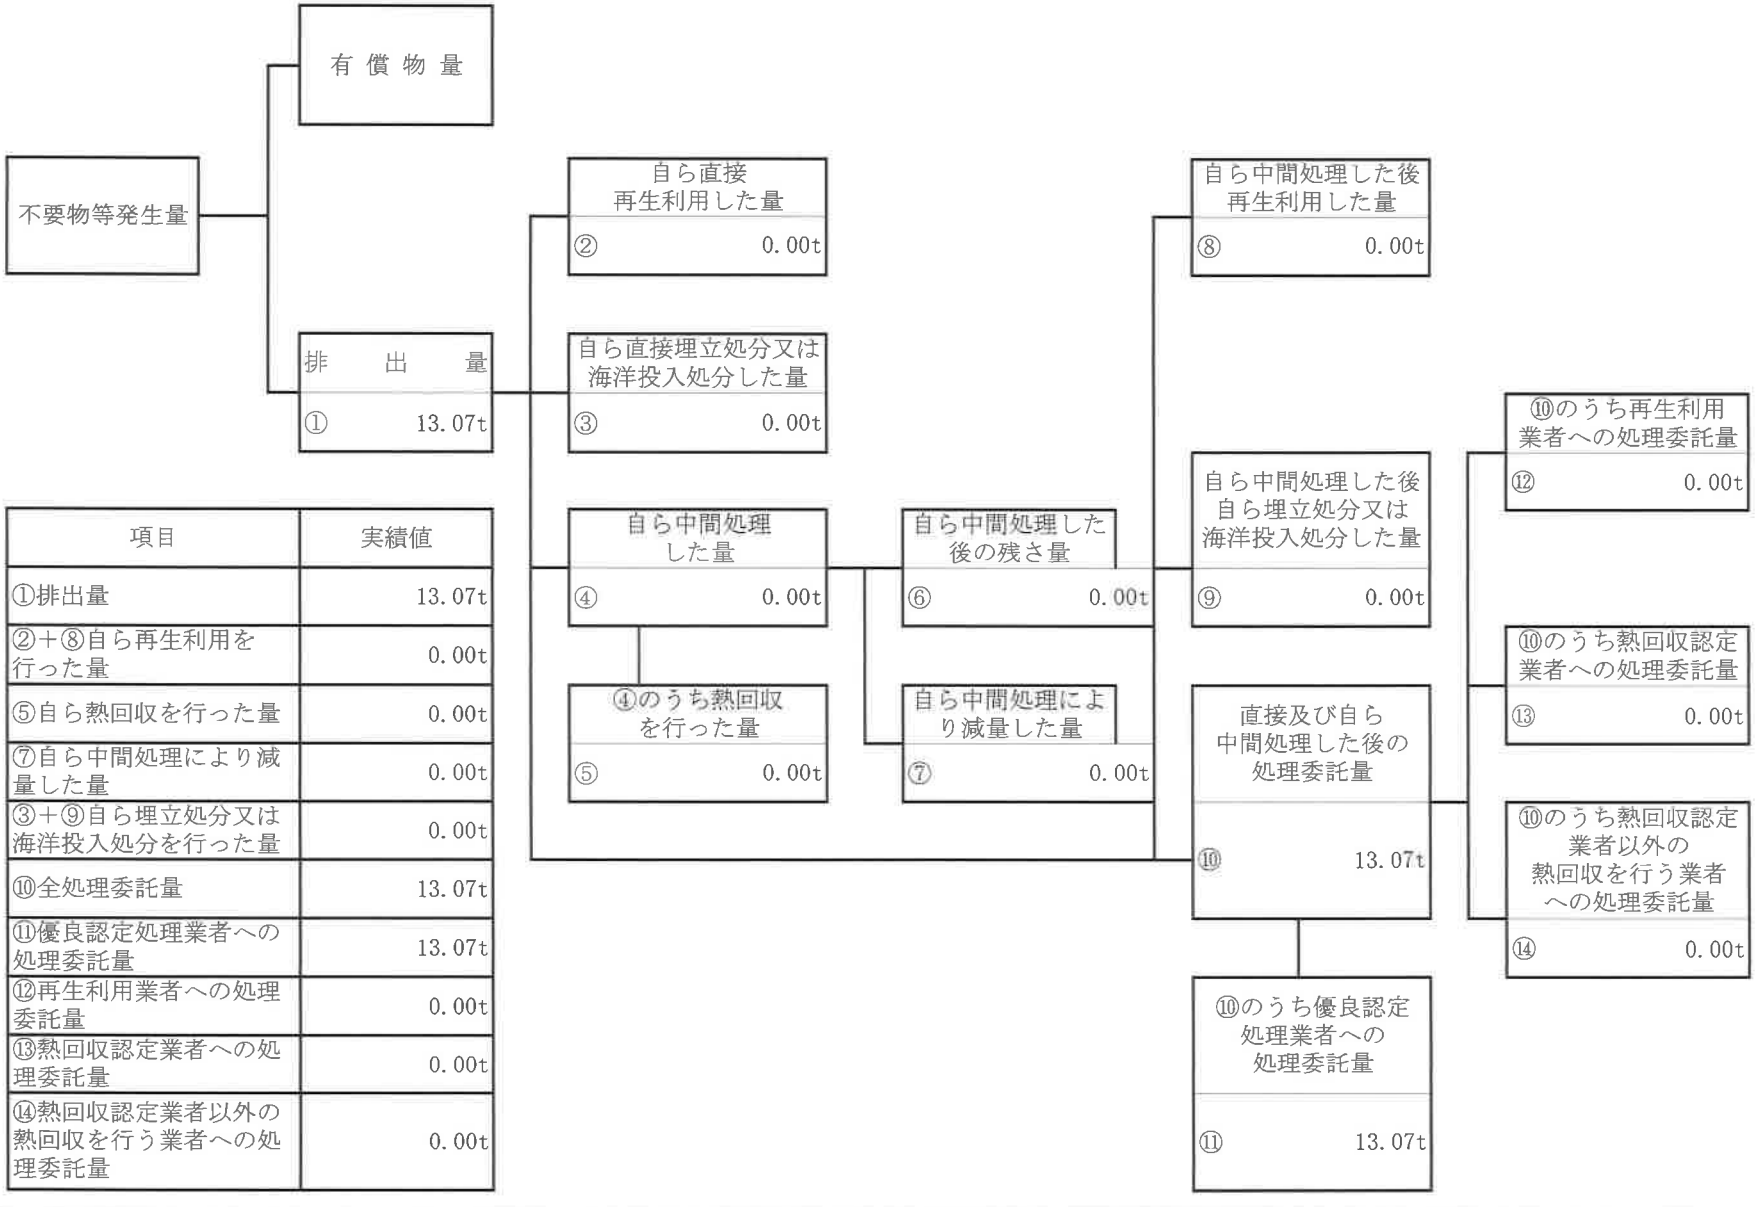 有償物量
不要物等発生量
排出量
① 13.07t
自ら直接
再生利用した量
② 0.00t
自ら直接埋立処分又は
海洋投入処分した量
③ 0.00t
自ら中間処理
した量
④ 0.00t
④のうち熱回収
を行った量
⑤ 0.00t
自ら中間処理した
後の残さ量
⑥ 0.00t
自ら中間処理によ
り減量した量
⑦ 0.00t
自ら中間処理した後
再生利用した量
⑧ 0.00t
自ら中間処理した後
自ら埋立処分又は
海洋投入処分した量
⑨ 0.00t
直接及び自ら
中間処理した後の
処理委託量
⑩ 13.07t
⑩のうち優良認定
処理業者への
処理委託量
⑪ 13.07t
⑩のうち再生利用
業者への処理委託量
⑫ 0.00t
⑩のうち熱回収認定
業者への処理委託量
⑬ 0.00t
⑩のうち熱回収認定
業者以外の
熱回収を行う業者
への処理委託量
⑭ 0.00t
項目 実績値
①排出量 13.07t
②+⑧自ら再生利用を
行った量 0.00t
⑤自ら熱回収を行った量 0.00t
⑦自ら中間処理により減
量した量 0.00t
③+⑨自ら埋立処分又は
海洋投入処分を行った量 0.00t
⑩全処理委託量 13.07t
⑪優良認定処理業者への
処理委託量 13.07t
⑫再生利用業者への処理
委託量 0.00t
⑬熱回収認定業者への処
理委託量 0.00t
⑭熱回収認定業者以外の
熱回収を行う業者への処
理委託量 0.00t